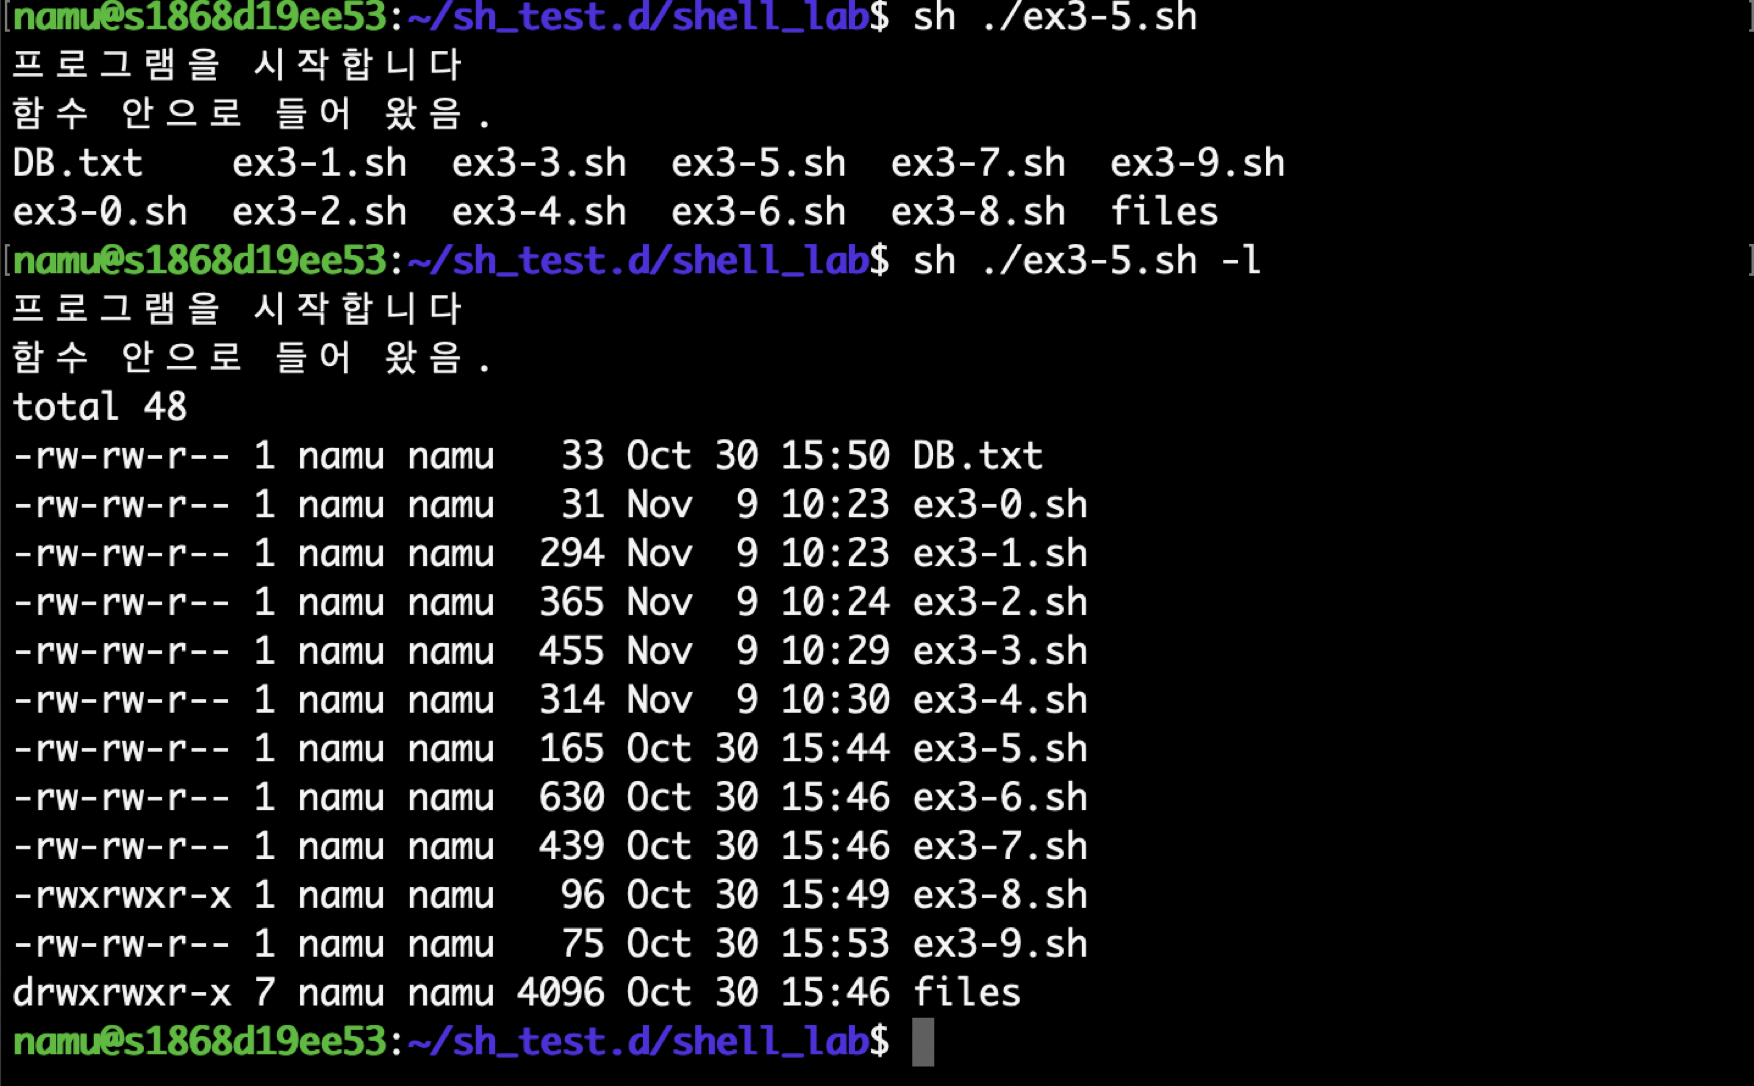 [namu@s1868d19ee53:~/sh_test.d/shell_lab$ sh ./ex3-5.sh ]
프로그램을 시작합니다
함수 안으로 들어 왔음.
DB.txt    ex3-1.sh  ex3-3.sh  ex3-5.sh  ex3-7.sh  ex3-9.sh
ex3-0.sh  ex3-2.sh  ex3-4.sh  ex3-6.sh  ex3-8.sh  files
[namu@s1868d19ee53:~/sh_test.d/shell_lab$ sh ./ex3-5.sh -l ]
프로그램을 시작합니다
함수 안으로 들어 왔음.
total 48
-rw-rw-r-- 1 namu namu   33 Oct 30 15:50 DB.txt
-rw-rw-r-- 1 namu namu   31 Nov  9 10:23 ex3-0.sh
-rw-rw-r-- 1 namu namu  294 Nov  9 10:23 ex3-1.sh
-rw-rw-r-- 1 namu namu  365 Nov  9 10:24 ex3-2.sh
-rw-rw-r-- 1 namu namu  455 Nov  9 10:29 ex3-3.sh
-rw-rw-r-- 1 namu namu  314 Nov  9 10:30 ex3-4.sh
-rw-rw-r-- 1 namu namu  165 Oct 30 15:44 ex3-5.sh
-rw-rw-r-- 1 namu namu  630 Oct 30 15:46 ex3-6.sh
-rw-rw-r-- 1 namu namu  439 Oct 30 15:46 ex3-7.sh
-rwxrwxr-x 1 namu namu   96 Oct 30 15:49 ex3-8.sh
-rw-rw-r-- 1 namu namu   75 Oct 30 15:53 ex3-9.sh
drwxrwxr-x 7 namu namu 4096 Oct 30 15:46 files
namu@s1868d19ee53:~/sh_test.d/shell_lab$